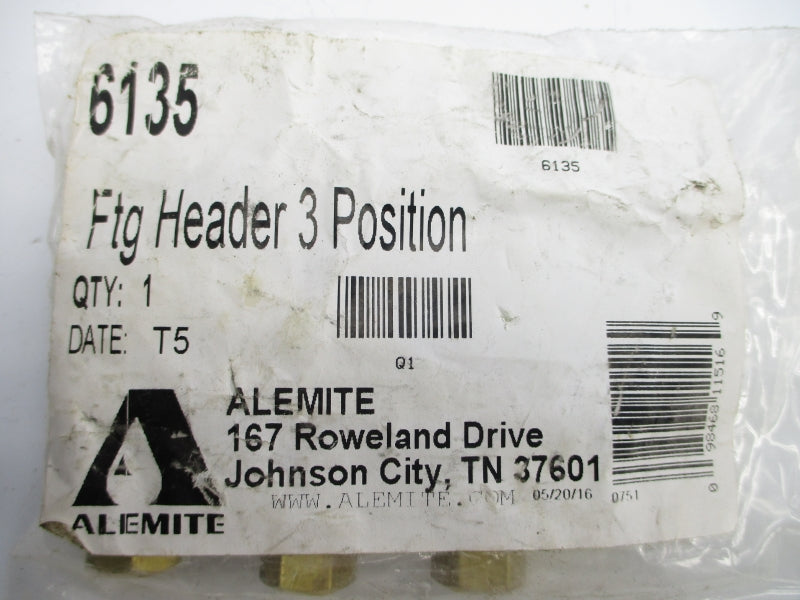 6135
6135
Ftg Header 3 Position
QTY: 1
DATE: T5
Q1
0 98468 11516 9
ALEMITE
167 Roweland Drive
Johnson City, TN 37601
WWW.ALEMITE.COM 05/20/16 0751
ALEMITE